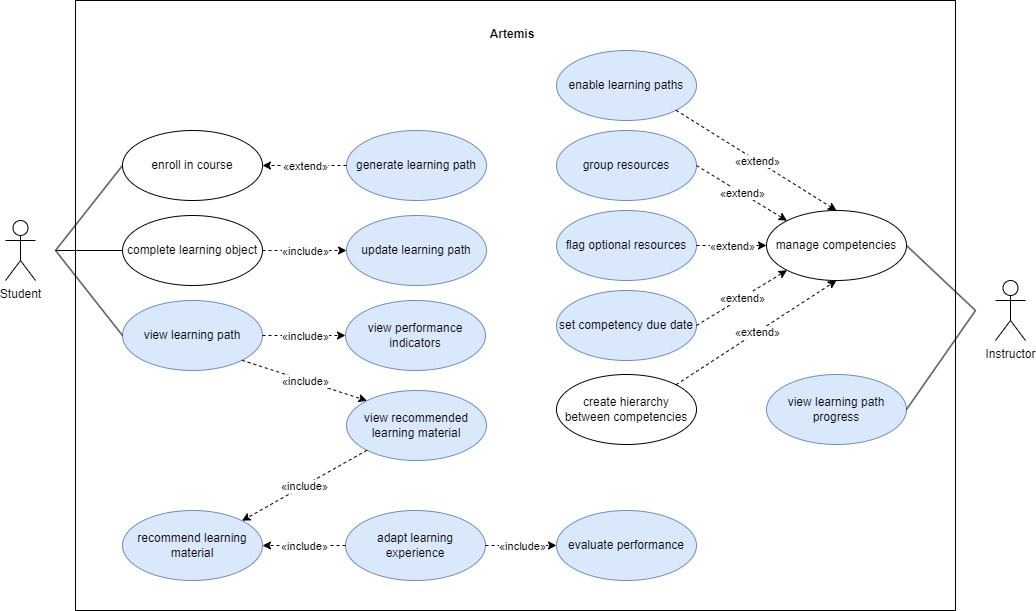 Artemis
enable learning paths
«extend»
enroll in course
«extend»
generate learning path
group resources
«extend»
complete learning object
«include»
update learning path
flag optional resources
«extend»
manage competencies
Student
view learning path
«include»
view performance
indicators
set competency due date
«extend»
«extend»
Instructor
«include»
view recommended
learning material
create hierarchy
between competencies
view learning path
progress
«include»
recommend learning
material
«include»
adapt learning
experience
«include»
evaluate performance